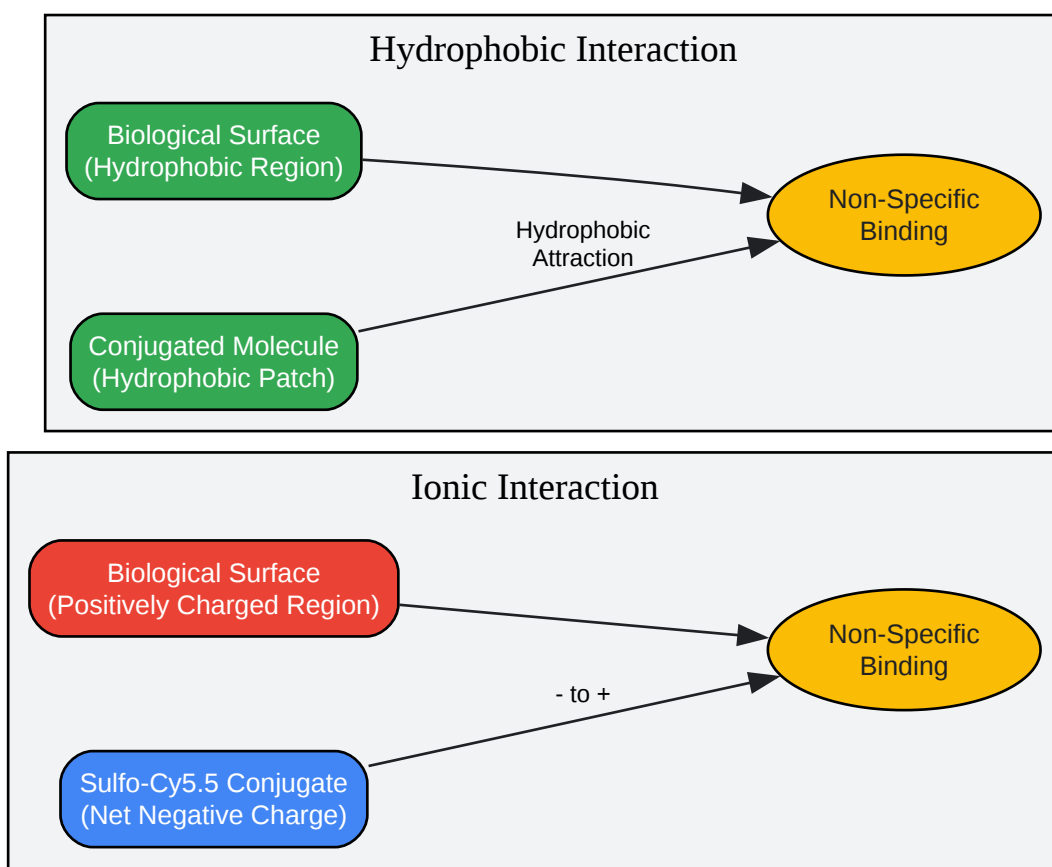 Hydrophobic Interaction
Biological Surface
(Hydrophobic Region)
Non-Specific
Binding
Hydrophobic
Attraction
Conjugated Molecule
(Hydrophobic Patch)
Ionic Interaction
Biological Surface
(Positively Charged Region)
Non-Specific
Binding
- to +
Sulfo-Cy5.5 Conjugate
(Net Negative Charge)